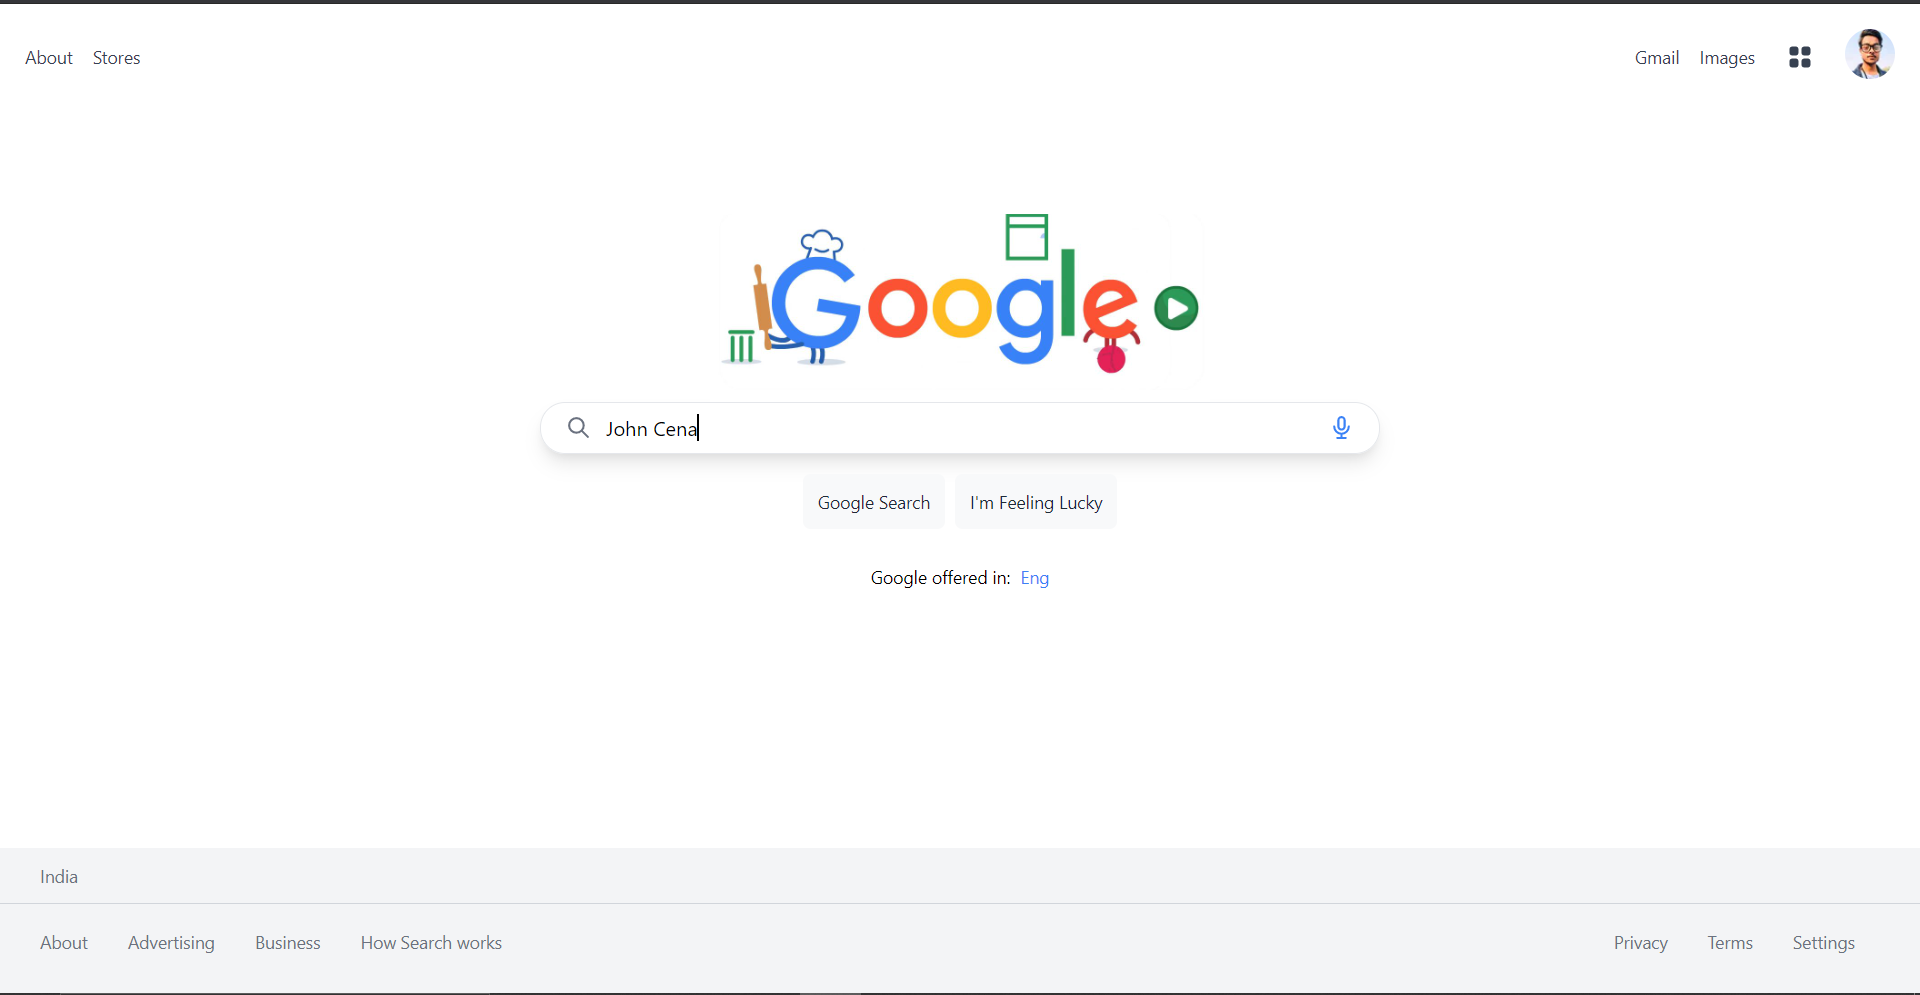 About Stores
Gmail Images
Google
John Cena
Google Search
I'm Feeling Lucky
Google offered in: Eng
India
About Advertising Business How Search works
Privacy Terms Settings